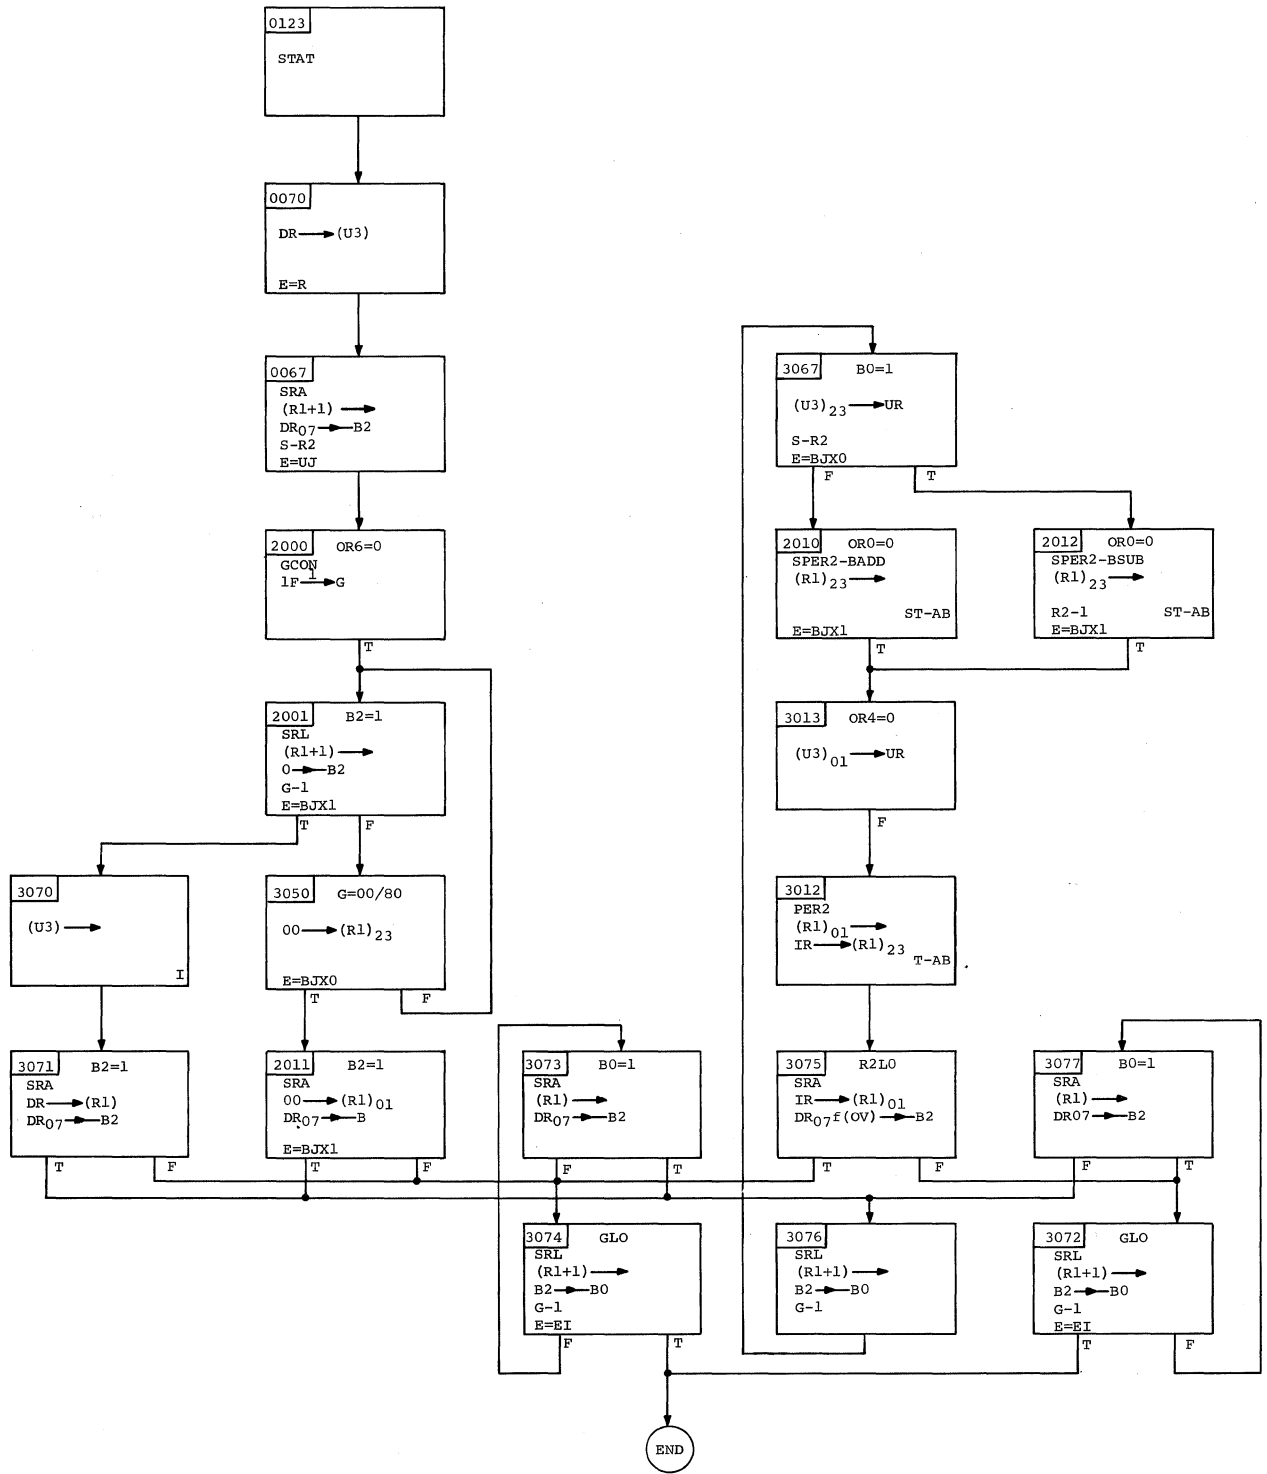 0123
STAT
0070
DR (U3)
E=R
0067
SRA
(R1+1)
DR07 B2
S-R2
E=UJ
3067 B0=1
(U3)23 UR
S-R2
E=BJX0
F T
2000 OR6=0
GCON
1F1 G
T
2010 OR0=0
SPER2-BADD
(R1)23
ST-AB
E=BJX1
T
2012 OR0=0
SPER2-BSUB
(R1)23
R2-1 ST-AB
E=BJX1
T
2001 B2=1
SRL
(R1+1)
0 B2
G-1
E=BJX1
T F
3013 OR4=0
(U3)01 UR
F
3070
(U3)
I
3050 G=00/80
00 (R1)23
E=BJX0
T F
3012
PER2
(R1)01
IR (R1)23
T-AB
3071 B2=1
SRA
DR (R1)
DR07 B2
T F
2011 B2=1
SRA
00 (R1)01
DR07 B
E=BJX1
T F
3073 B0=1
SRA
(R1)
DR07 B2
F T
3075 R2L0
SRA
IR (R1)01
DR07f(OV) B2
T F
3077 B0=1
SRA
(R1)
DR07 B2
F T
3074 GLO
SRL
(R1+1)
B2 B0
G-1
E=EI
F T
3076
SRL
(R1+1)
B2 B0
G-1
3072 GLO
SRL
(R1+1)
B2 B0
G-1
E=EI
T F
END